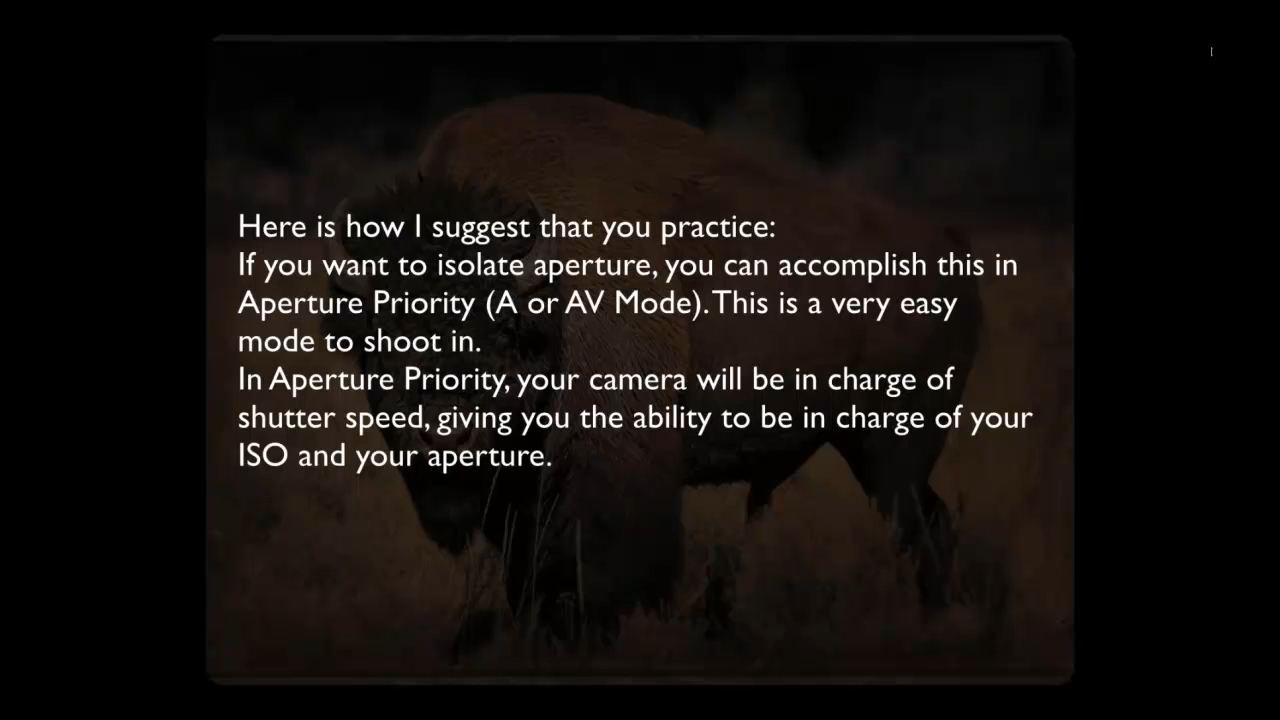 Here is how I suggest that you practice:
If you want to isolate aperture, you can accomplish this in
Aperture Priority (A or AV Mode). This is a very easy
mode to shoot in.
In Aperture Priority, your camera will be in charge of
shutter speed, giving you the ability to be in charge of your
ISO and your aperture.